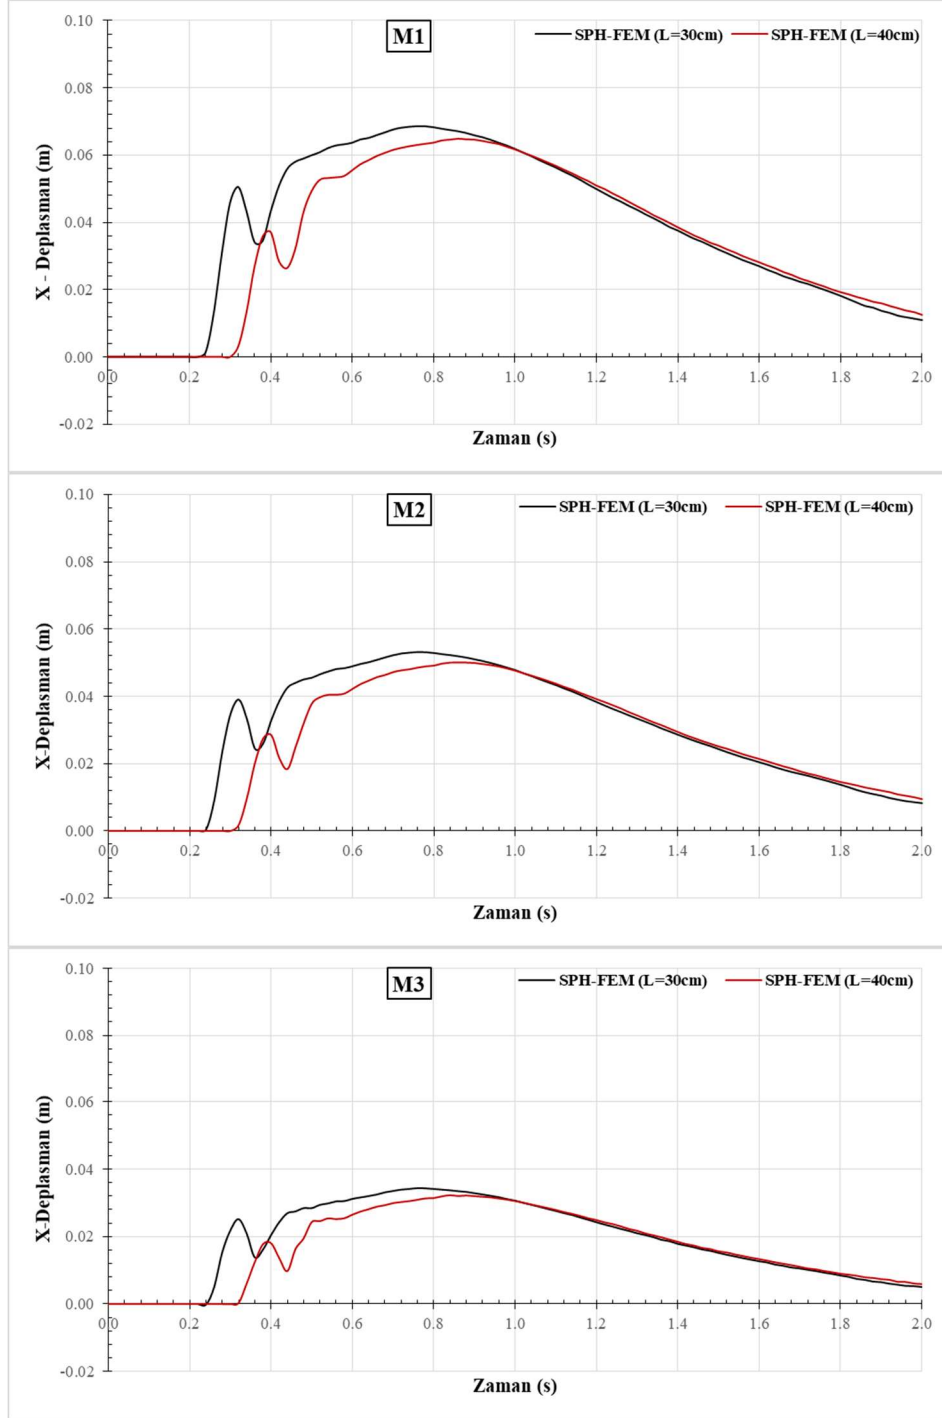 M1
SPH-FEM (L=30cm) SPH-FEM (L=40cm)
0.10
0.08
0.06
0.04
0.02
0.00
-0.02
X - Deplasman (m)
0.0 0.2 0.4 0.6 0.8 1.0 1.2 1.4 1.6 1.8 2.0
Zaman (s)
M2
SPH-FEM (L=30cm) SPH-FEM (L=40cm)
0.10
0.08
0.06
0.04
0.02
0.00
-0.02
X-Deplasman (m)
0.0 0.2 0.4 0.6 0.8 1.0 1.2 1.4 1.6 1.8 2.0
Zaman (s)
M3
SPH-FEM (L=30cm) SPH-FEM (L=40cm)
0.10
0.08
0.06
0.04
0.02
0.00
-0.02
X-Deplasman (m)
0.0 0.2 0.4 0.6 0.8 1.0 1.2 1.4 1.6 1.8 2.0
Zaman (s)